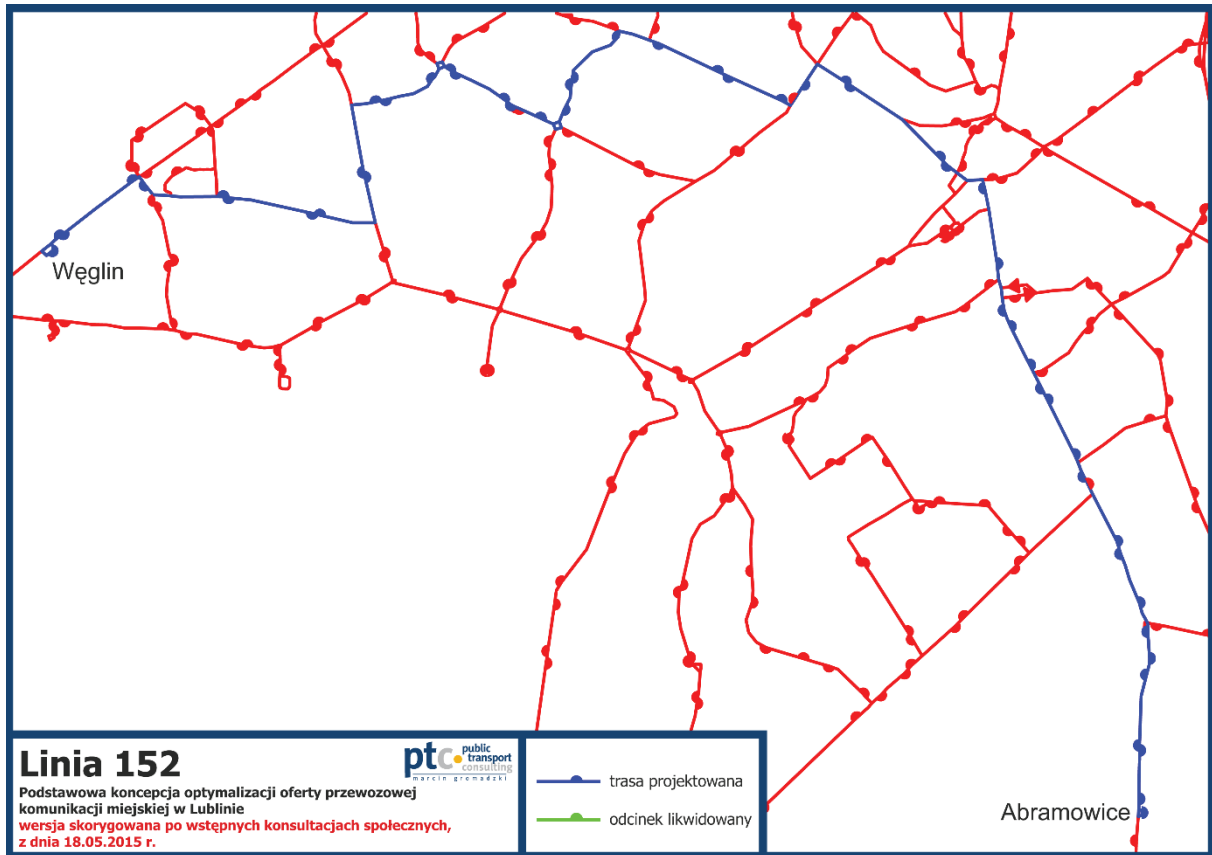 Węglin
Abramowice
Linia 152
ptc public
transport
consulting
marcin gromadzki
Podstawowa koncepcja optymalizacji oferty przewozowej
komunikacji miejskiej w Lublinie
wersja skorygowana po wstępnych konsultacjach społecznych,
z dnia 18.05.2015 r.
trasa projektowana
odcinek likwidowany